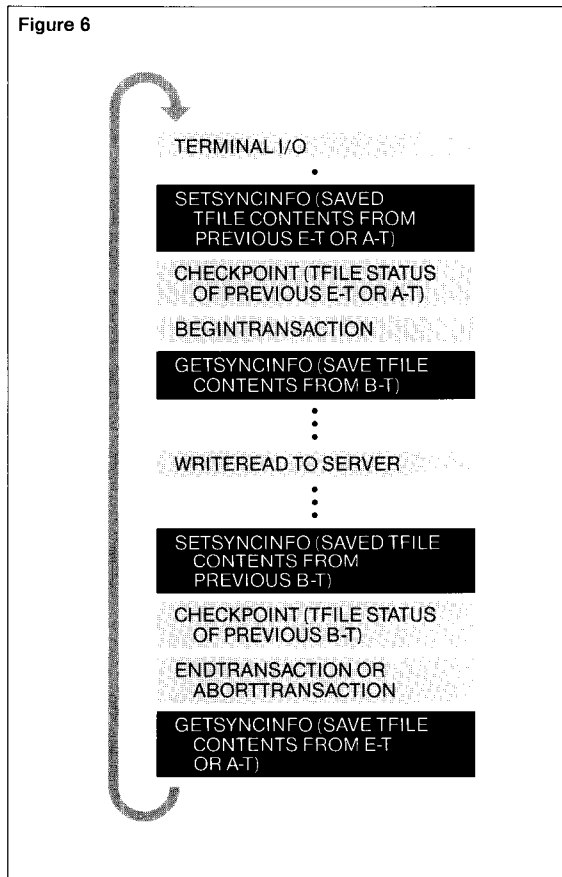 Figure 6
TERMINAL I/O
SETSYNCINFO (SAVED
TFILE CONTENTS FROM
PREVIOUS E-T OR A-T)
CHECKPOINT (TFILE STATUS
OF PREVIOUS E-T OR A-T)
BEGINTRANSACTION
GETSYNCINFO (SAVE TFILE
CONTENTS FROM B-T)
WRITEREAD TO SERVER
SETSYNCINFO (SAVED TFILE
CONTENTS FROM
PREVIOUS B-T)
CHECKPOINT (TFILE STATUS
OF PREVIOUS B-T)
ENDTRANSACTION OR
ABORTTRANSACTION
GETSYNCINFO (SAVE TFILE
CONTENTS FROM E-T
OR A-T)